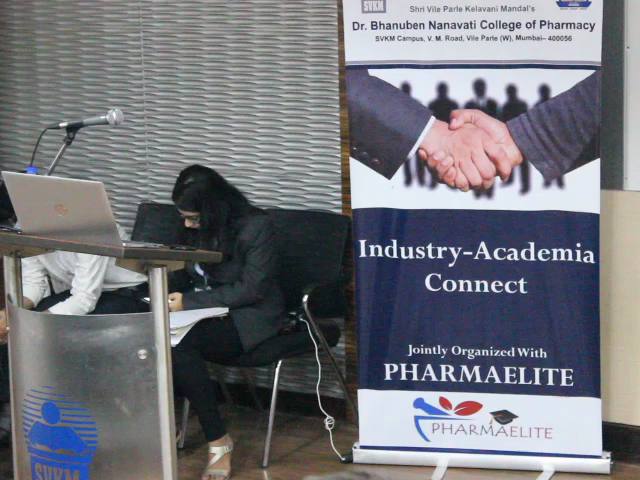 SVKM
Shri Vile Parle Kelavani Mandal's
Dr. Bhanuben Nanavati College of Pharmacy
SVKM Campus, V. M. Road, Vile Parle (W), Mumbai– 400056
Industry-Academia
Connect
Jointly Organized With
PHARMAELITE
PHARMAELITE
SVKM